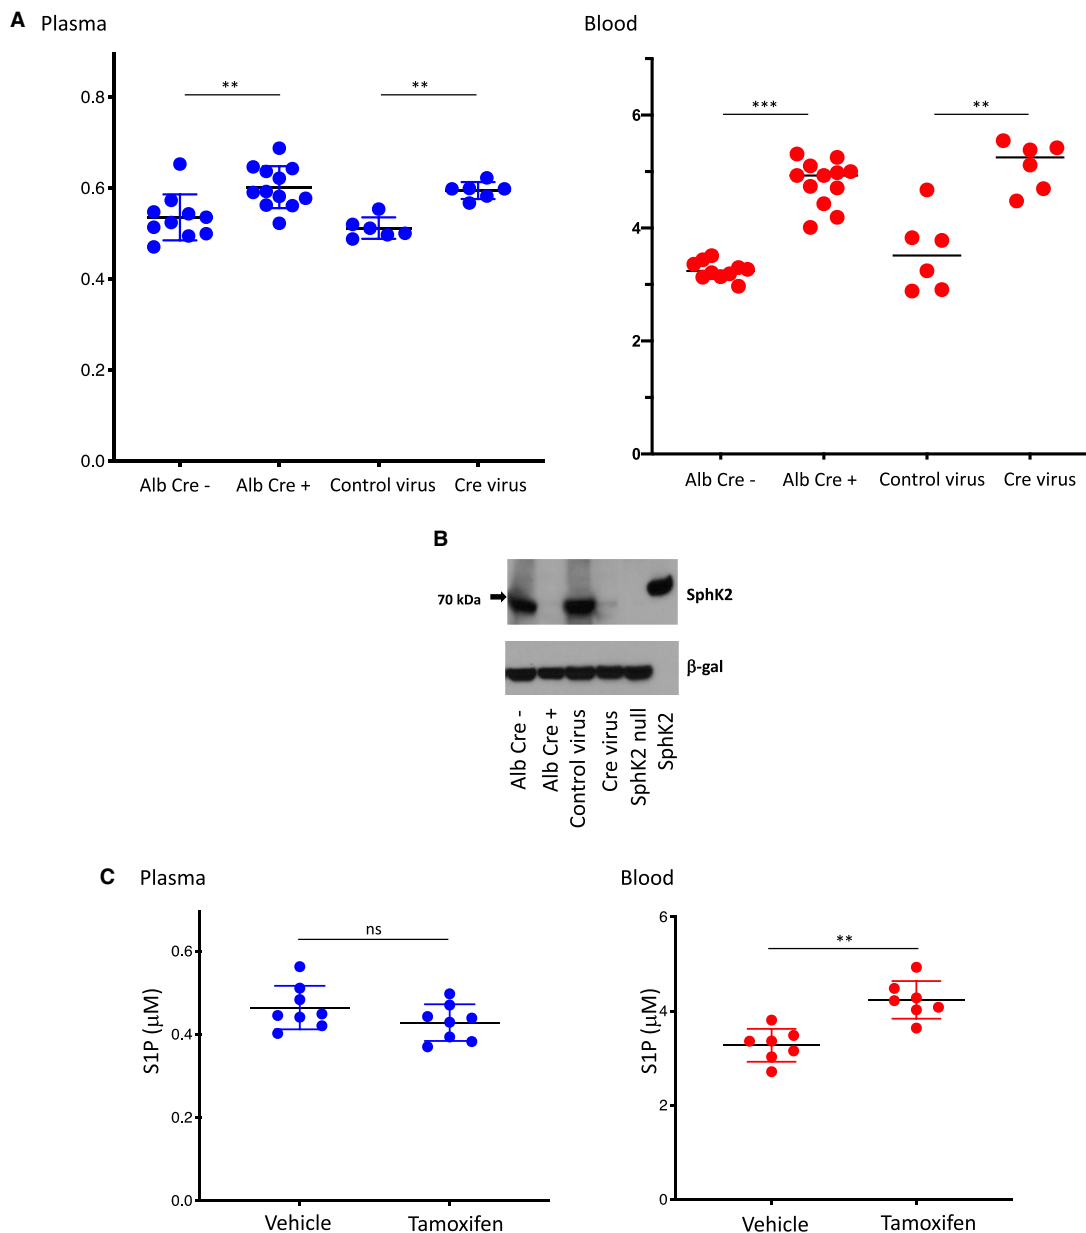 A Plasma
Blood
** **
*** **
0.8
0.6
0.4
0.2
0.0
6
4
2
0
Alb Cre - Alb Cre + Control virus Cre virus
Alb Cre - Alb Cre + Control virus Cre virus
B
70 kDa
SphK2
β-gal
Alb Cre -
Alb Cre +
Control virus
Cre virus
SphK2 null
SphK2
C Plasma
Blood
ns
**
S1P (μM)
0.6
0.4
0.2
0.0
S1P (μM)
6
4
2
0
Vehicle Tamoxifen
Vehicle Tamoxifen